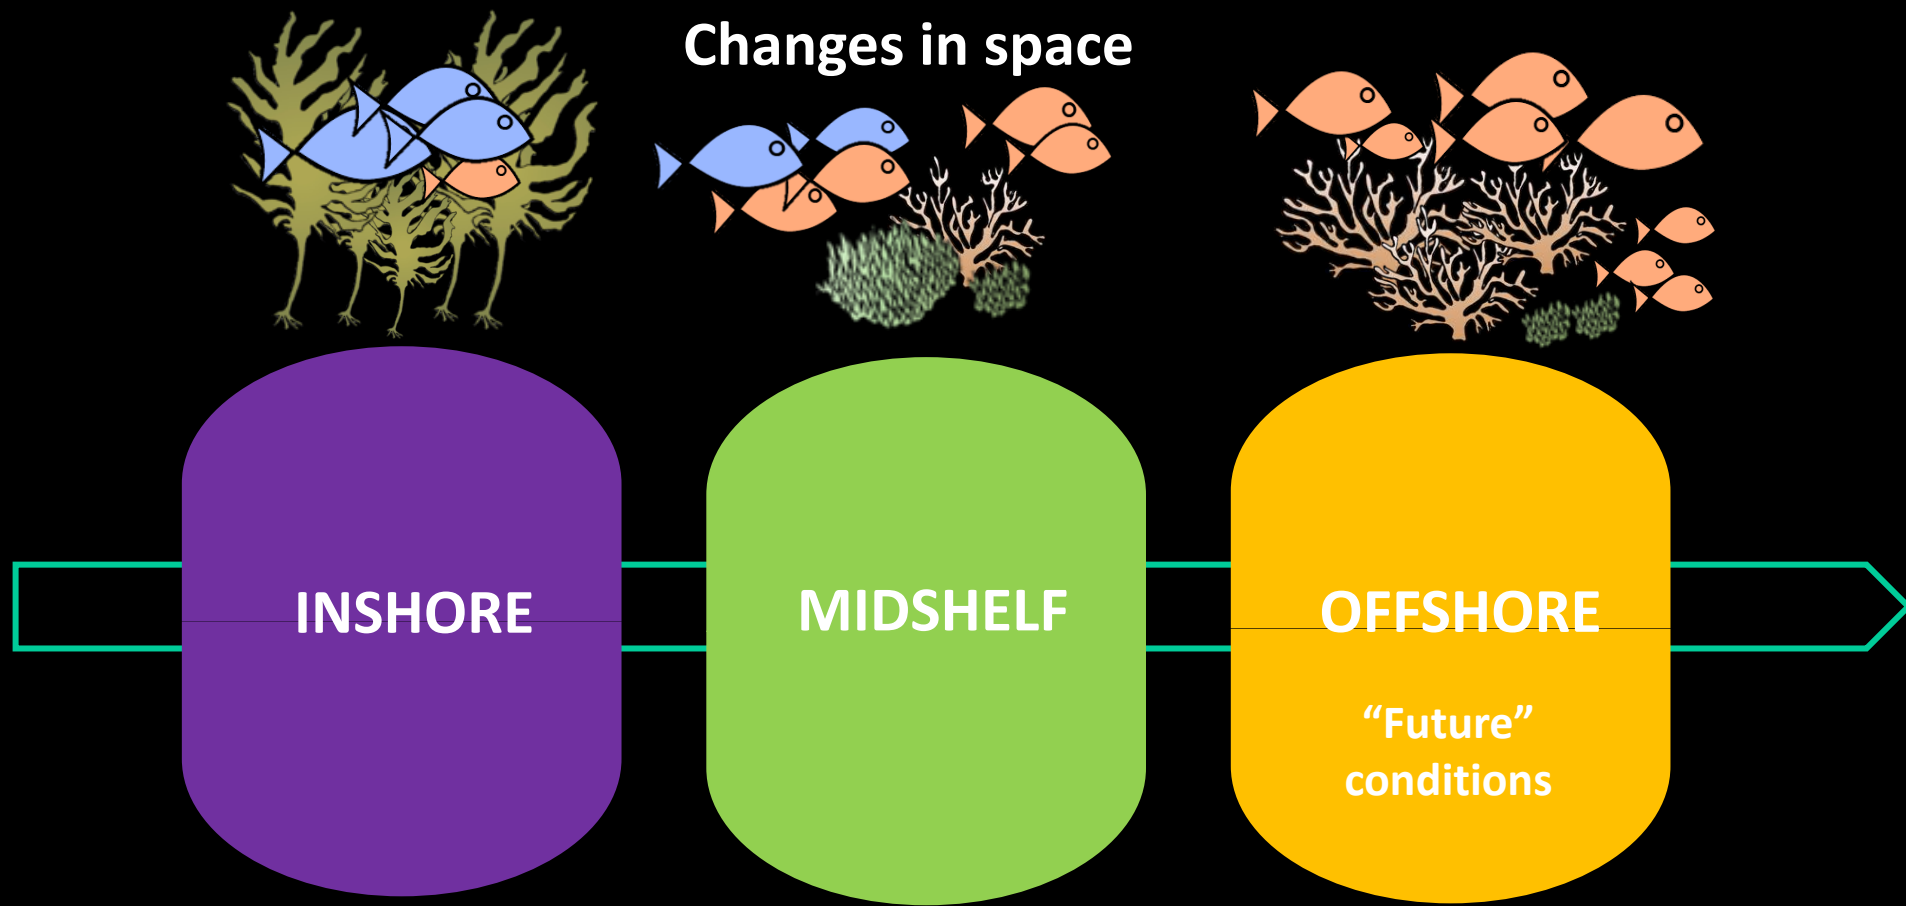 Changes in space
INSHORE
MIDSHELF
OFFSHORE
“Future”
conditions